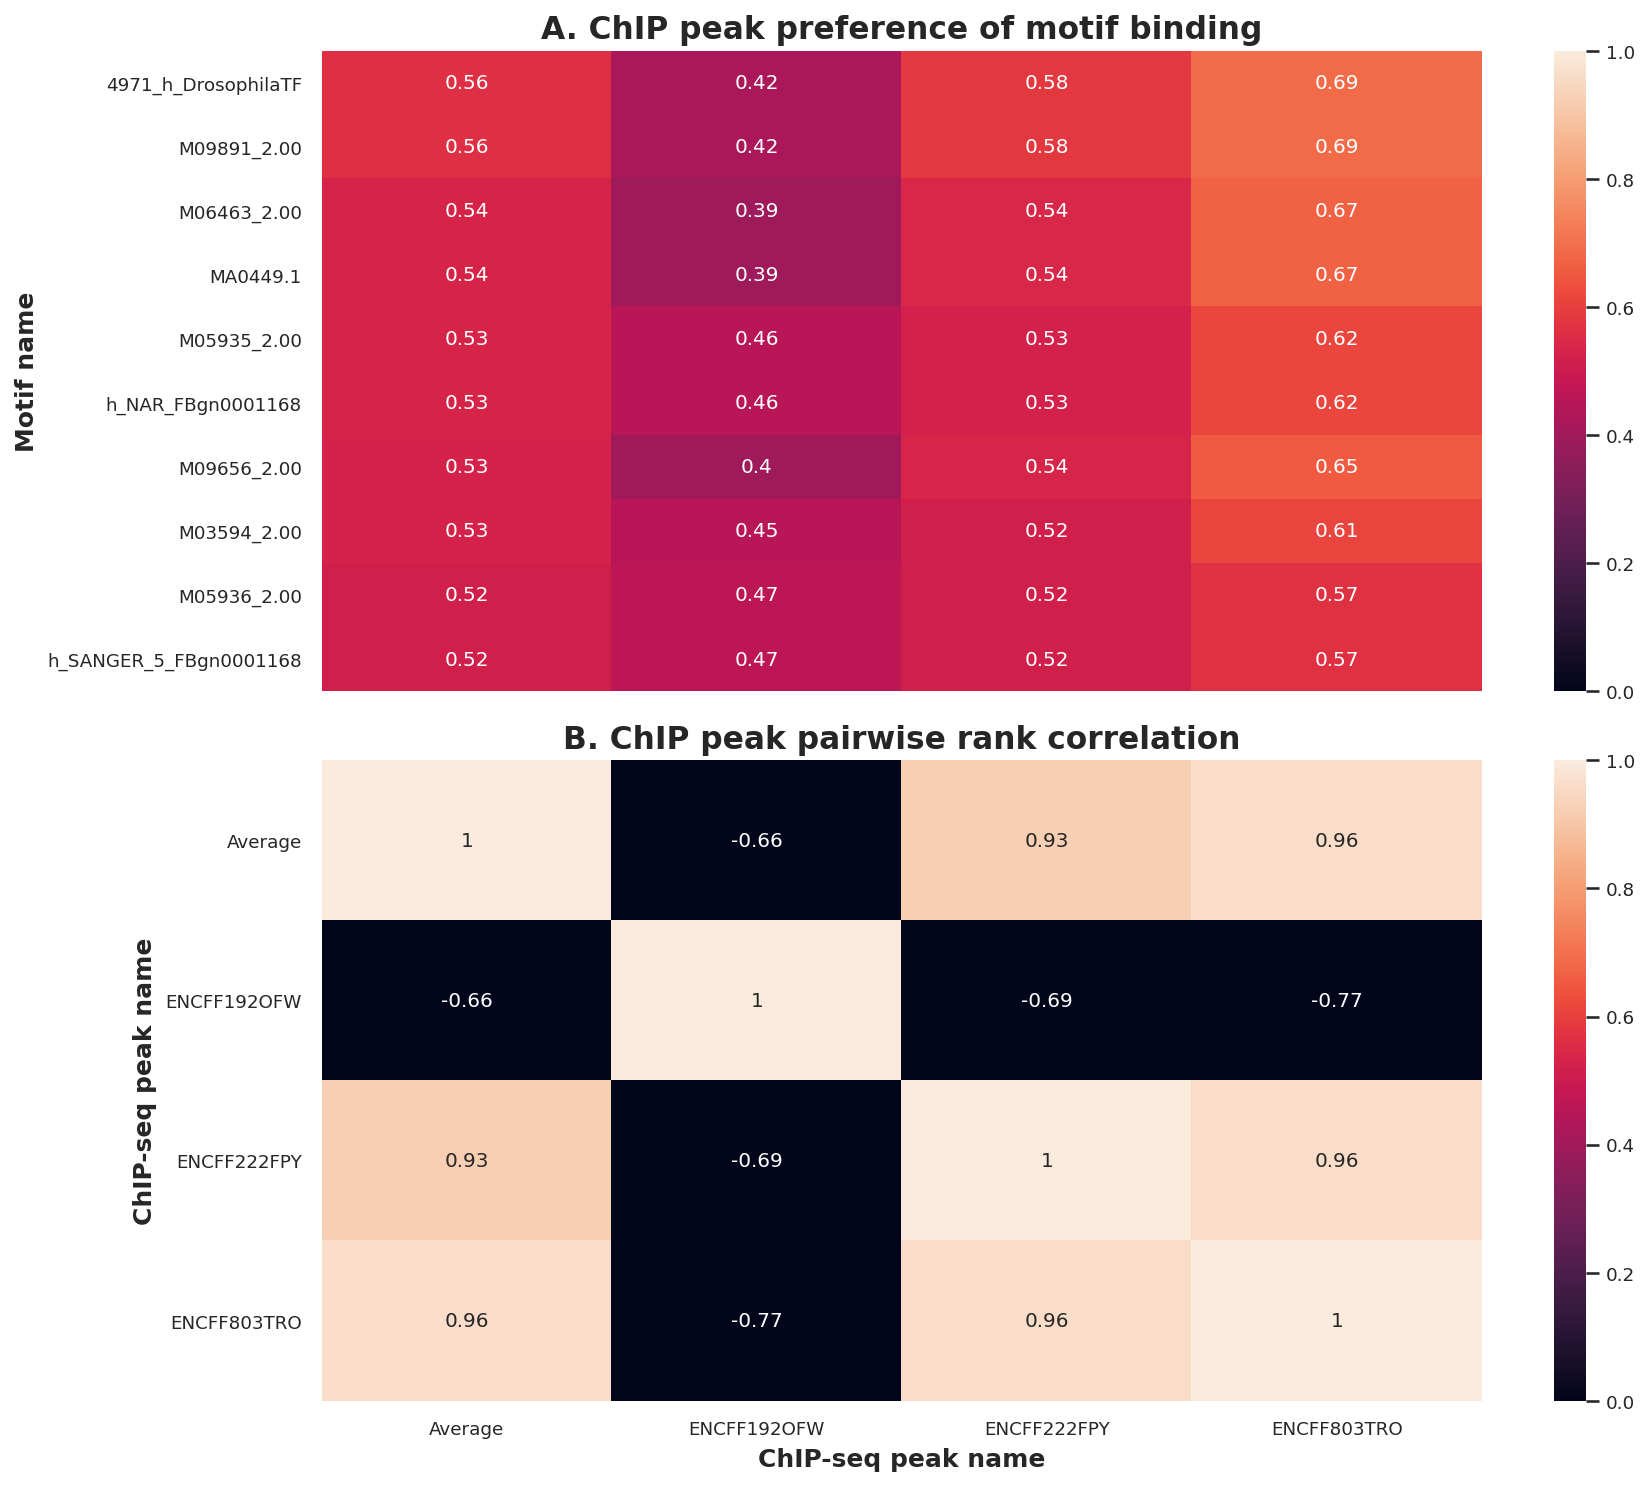 A. ChIP peak preference of motif binding
Motif name
4971_h_DrosophilaTF 0.56 0.42 0.58 0.69
M09891_2.00 0.56 0.42 0.58 0.69
M06463_2.00 0.54 0.39 0.54 0.67
MA0449.1 0.54 0.39 0.54 0.67
M05935_2.00 0.53 0.46 0.53 0.62
h_NAR_FBgn0001168 0.53 0.46 0.53 0.62
M09656_2.00 0.53 0.4 0.54 0.65
M03594_2.00 0.53 0.45 0.52 0.61
M05936_2.00 0.52 0.47 0.52 0.57
h_SANGER_5_FBgn0001168 0.52 0.47 0.52 0.57
1.0
0.8
0.6
0.4
0.2
0.0
B. ChIP peak pairwise rank correlation
ChIP-seq peak name
Average 1 -0.66 0.93 0.96
ENCFF192OFW -0.66 1 -0.69 -0.77
ENCFF222FPY 0.93 -0.69 1 0.96
ENCFF803TRO 0.96 -0.77 0.96 1
Average ENCFF192OFW ENCFF222FPY ENCFF803TRO
ChIP-seq peak name
1.0
0.8
0.6
0.4
0.2
0.0